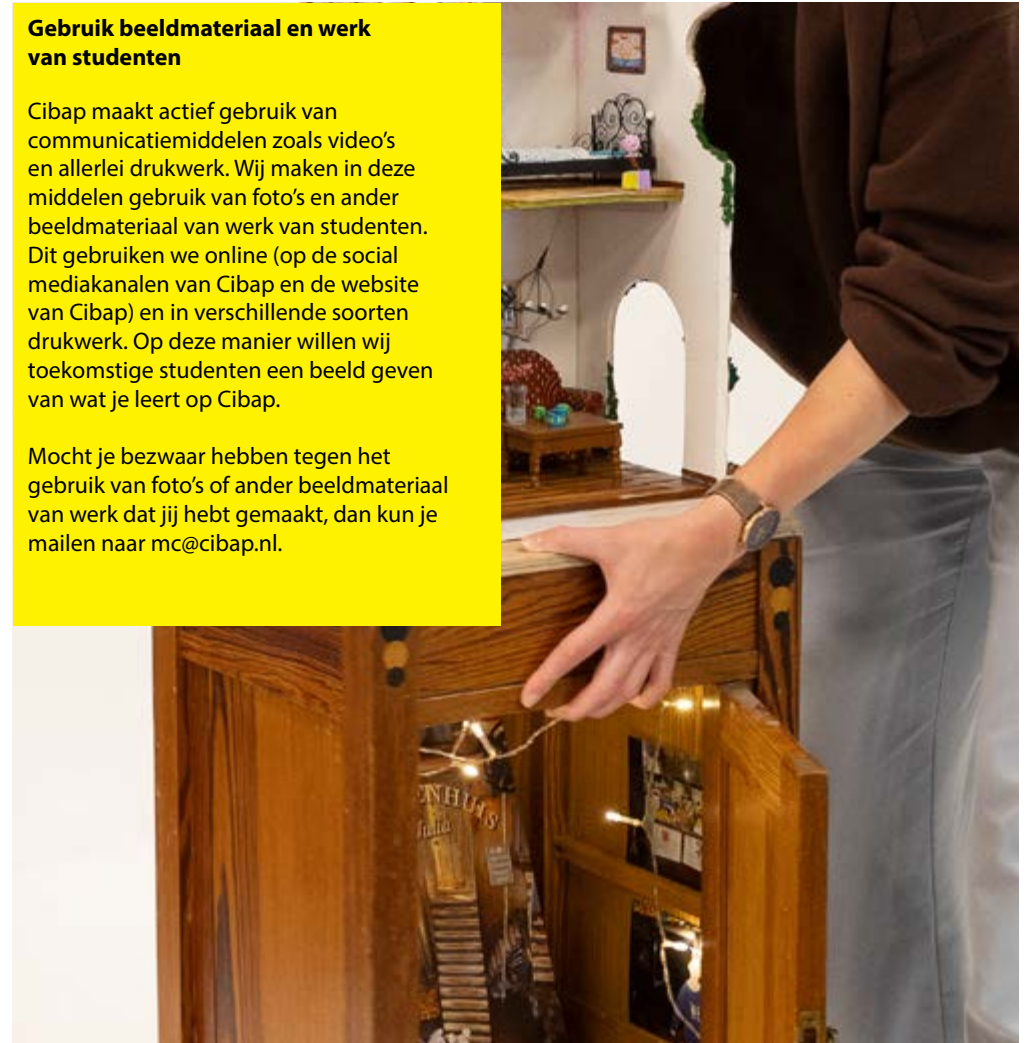 Gebruik beeldmateriaal en werk
van studenten
Cibap maakt actief gebruik van
communicatiemiddelen zoals video’s
en allerlei drukwerk. Wij maken in deze
middelen gebruik van foto’s en ander
beeldmateriaal van werk van studenten.
Dit gebruiken we online (op de social
mediakanalen van Cibap en de website
van Cibap) en in verschillende soorten
drukwerk. Op deze manier willen wij
toekomstige studenten een beeld geven
van wat je leert op Cibap.
Mocht je bezwaar hebben tegen het
gebruik van foto’s of ander beeldmateriaal
van werk dat jij hebt gemaakt, dan kun je
mailen naar mc@cibap.nl.
ENHUIS
Julia